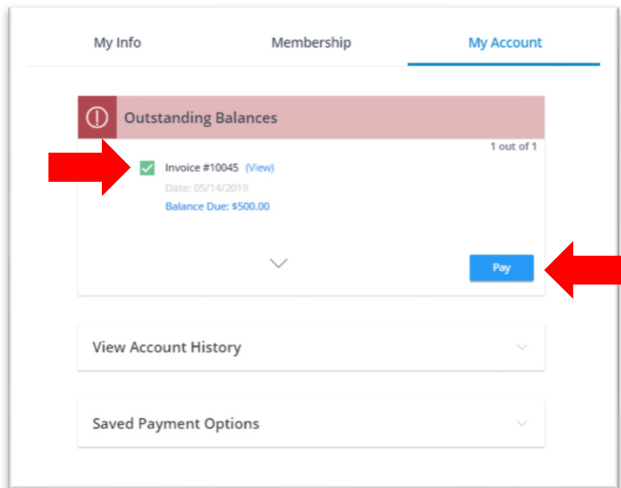 My Info Membership My Account
Outstanding Balances
1 out of 1
Invoice #10045 (View)
Date: 05/14/2019
Balance Due: $500.00
Pay
View Account History
Saved Payment Options